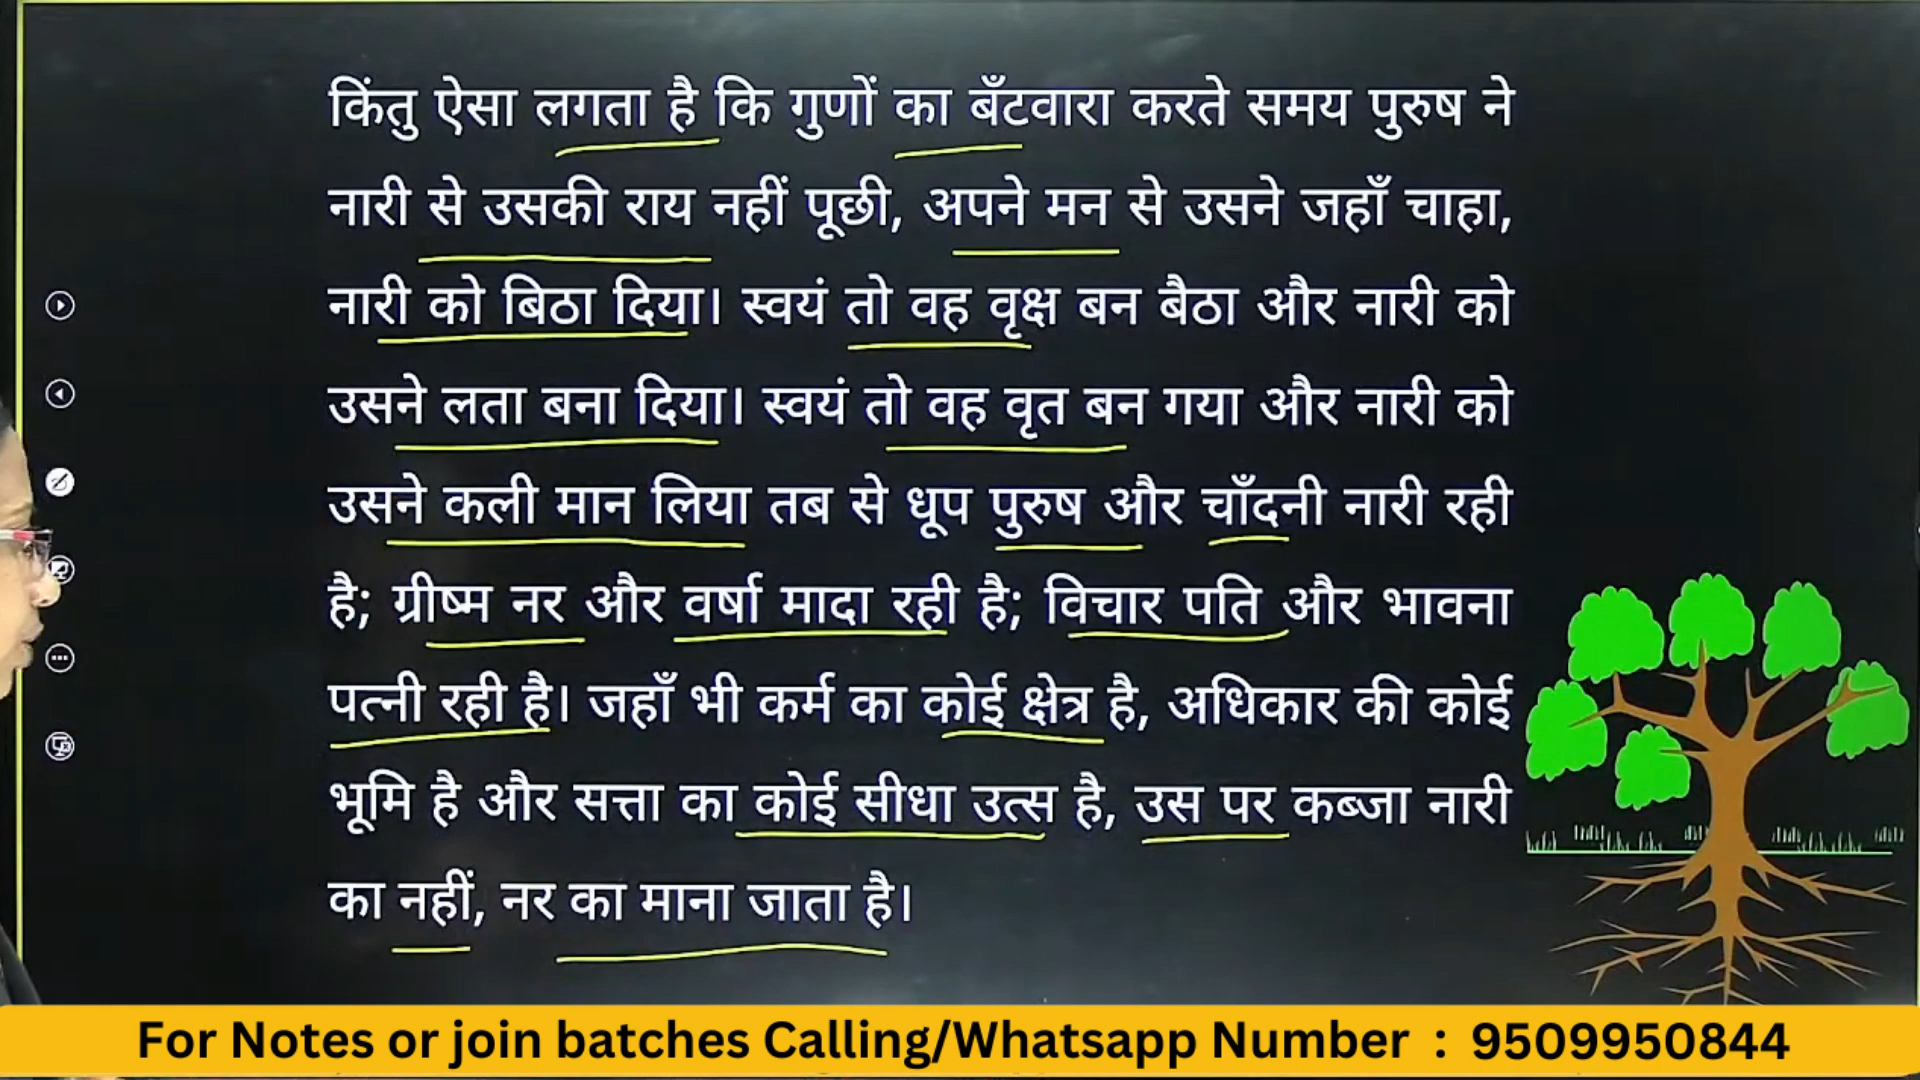 किंतु ऐसा लगता है कि गुणों का बँटवारा करते समय पुरुष ने
नारी से उसकी राय नहीं पूछी, अपने मन से उसने जहाँ चाहा,
नारी को बिठा दिया। स्वयं तो वह वृक्ष बन बैठा और नारी को
उसने लता बना दिया। स्वयं तो वह वृत बन गया और नारी को
उसने कली मान लिया तब से धूप पुरुष और चाँदनी नारी रही
है; ग्रीष्म नर और वर्षा मादा रही है; विचार पति और भावना
पत्नी रही है। जहाँ भी कर्म का कोई क्षेत्र है, अधिकार की कोई
भूमि है और सत्ता का कोई सीधा उत्स है, उस पर कब्जा नारी
का नहीं, नर का माना जाता है।
For Notes or join batches Calling/Whatsapp Number : 9509950844